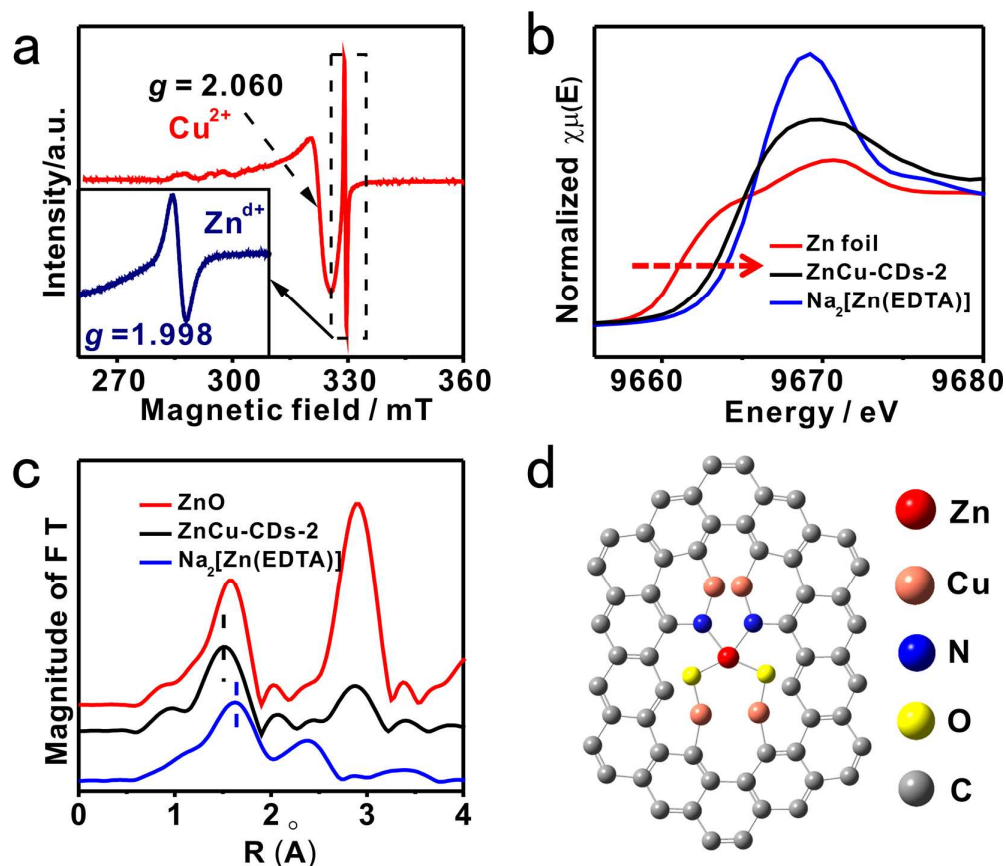 a
g = 2.060
Cu²⁺
Znᵈ⁺
g =1.998
Intensity/a.u.
270 300 330 360
Magnetic field / mT
b
Normalized χμ(E)
Zn foil
ZnCu-CDs-2
Na₂[Zn(EDTA)]
9660 9670 9680
Energy / eV
c
ZnO
ZnCu-CDs-2
Na₂[Zn(EDTA)]
Magnitude of F T
0 1 2 3 4
R (Å)
d
Zn
Cu
N
O
C